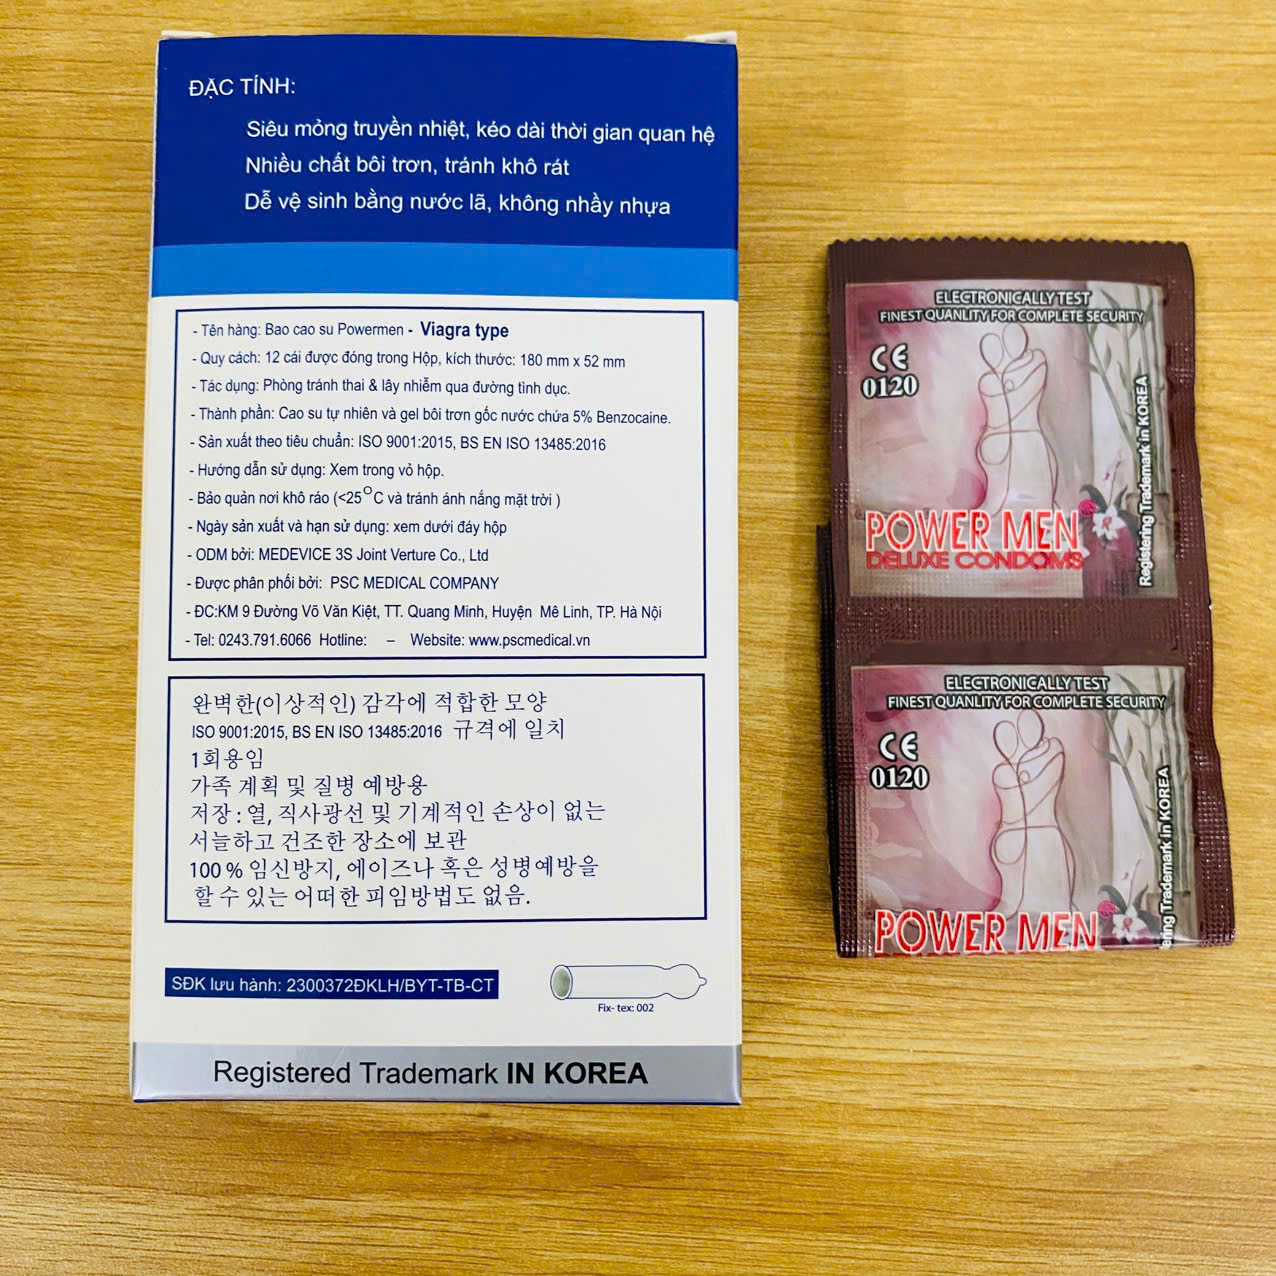 ĐẶC TÍNH:
Siêu mỏng truyền nhiệt, kéo dài thời gian quan hệ
Nhiều chất bôi trơn, tránh khô rát
Dễ vệ sinh bằng nước lã, không nhầy nhựa
- Tên hàng: Bao cao su Powermen - Viagra type
- Quy cách: 12 cái được đóng trong Hộp, kích thước: 180 mm x 52 mm
- Tác dụng: Phòng tránh thai & lây nhiễm qua đường tình dục.
- Thành phần: Cao su tự nhiên và gel bôi trơn gốc nước chứa 5% Benzocaine.
- Sản xuất theo tiêu chuẩn: ISO 9001:2015, BS EN ISO 13485:2016
- Hướng dẫn sử dụng: Xem trong vỏ hộp.
- Bảo quản nơi khô ráo (<25°C và tránh ánh nắng mặt trời )
- Ngày sản xuất và hạn sử dụng: xem dưới đáy hộp
- ODM bởi: MEDEVICE 3S Joint Verture Co., Ltd
- Được phân phối bởi: PSC MEDICAL COMPANY
- ĐC:KM 9 Đường Võ Văn Kiệt, TT. Quang Minh, Huyện Mê Linh, TP. Hà Nội
- Tel: 0243.791.6066 Hotline: – Website: www.pscmedical.vn
완벽한(이상적인) 감각에 적합한 모양
ISO 9001:2015, BS EN ISO 13485:2016 규격에 일치
1회용임
가족 계획 및 질병 예방용
저장 : 열, 직사광선 및 기계적인 손상이 없는
서늘하고 건조한 장소에 보관
100 % 임신방지, 에이즈나 혹은 성병예방을
할 수 있는 어떠한 피임방법도 없음.
SĐK lưu hành: 2300372ĐKLH/BYT-TB-CT
Fix- tex: 002
Registered Trademark IN KOREA
ELECTRONICALLY TEST
FINEST QUANLITY FOR COMPLETE SECURITY
CE
0120
Registering Trademark in KOREA
POWER MEN
DELUXE CONDOMS
ELECTRONICALLY TEST
FINEST QUANLITY FOR COMPLETE SECURITY
CE
0120
ering Trademark in KOREA
POWER MEN